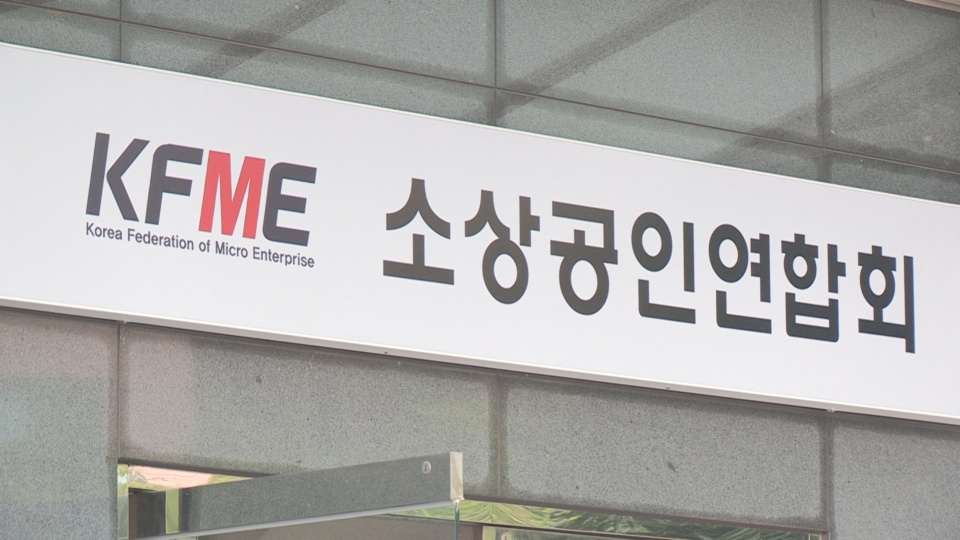 KFME
Korea Federation of Micro Enterprise
소상공인연합회